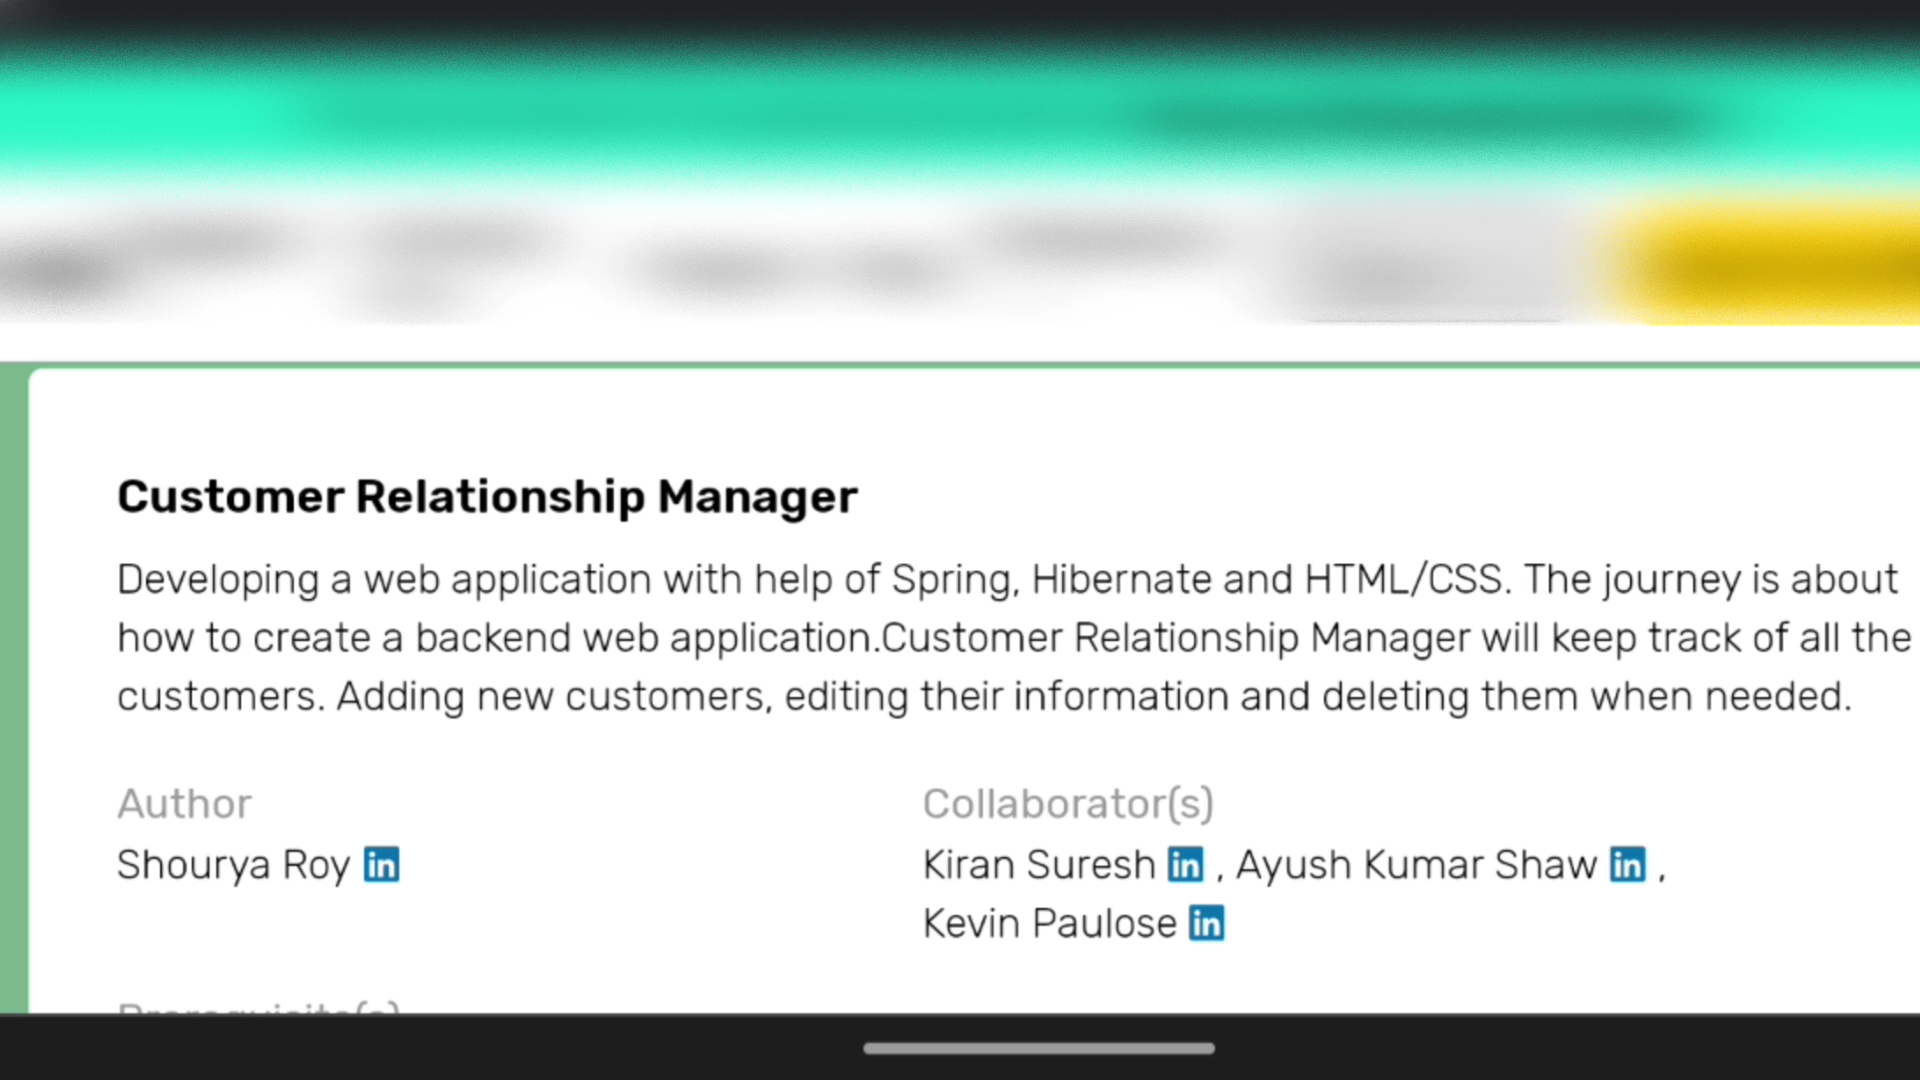 Customer Relationship Manager
Developing a web application with help of Spring, Hibernate and HTML/CSS. The journey is about
how to create a backend web application.Customer Relationship Manager will keep track of all the
customers. Adding new customers, editing their information and deleting them when needed.
Author
Collaborator(s)
Shourya Roy in
Kiran Suresh in , Ayush Kumar Shaw in ,
Kevin Paulose in
Prerequisite(s)